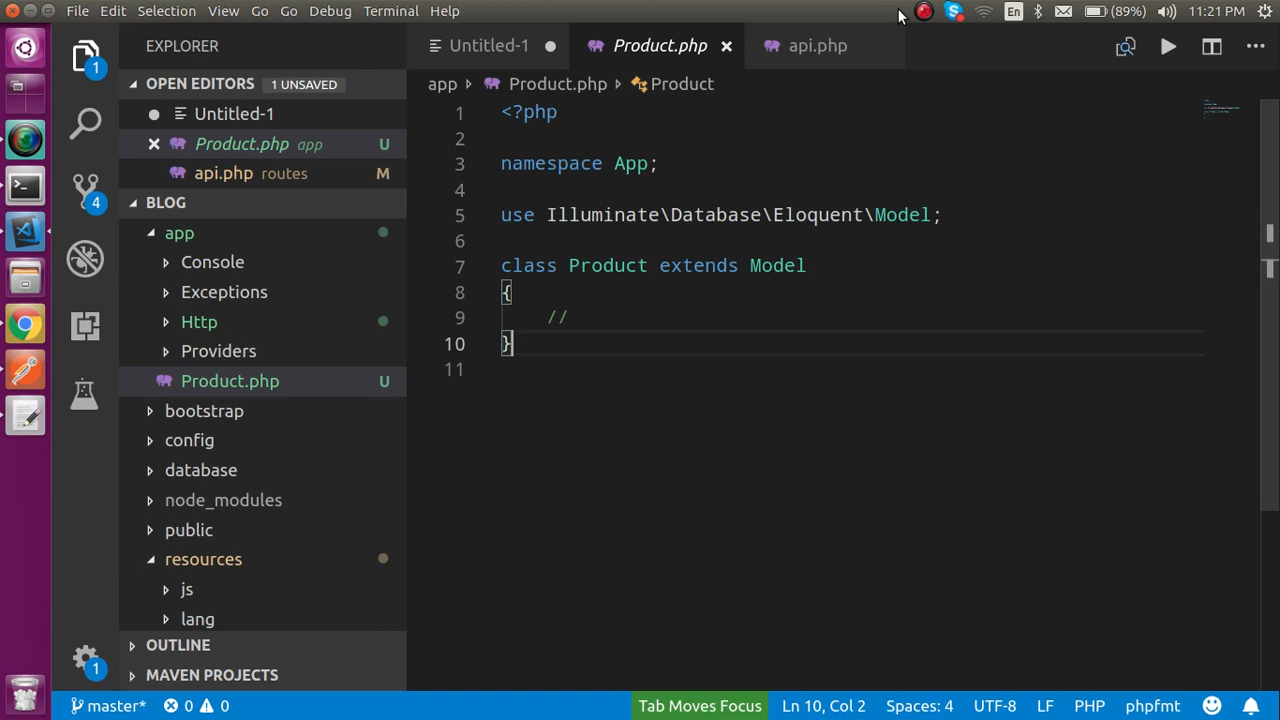 File Edit Selection View Go Debug Terminal Help
En (89%) 11:21 PM
EXPLORER
OPEN EDITORS 1 UNSAVED
Untitled-1
Product.php app U
api.php routes M
BLOG
app
Console
Exceptions
Http
Providers
Product.php U
bootstrap
config
database
node_modules
public
resources
js
lang
OUTLINE
MAVEN PROJECTS
1
4
1
Untitled-1 Product.php api.php
app Product.php Product
1 <?php
2
3 namespace App;
4
5 use Illuminate\Database\Eloquent\Model;
6
7 class Product extends Model
8 {
9 //
10 }
11
master* 0 0 Tab Moves Focus Ln 10, Col 2 Spaces: 4 UTF-8 LF PHP phpfmt